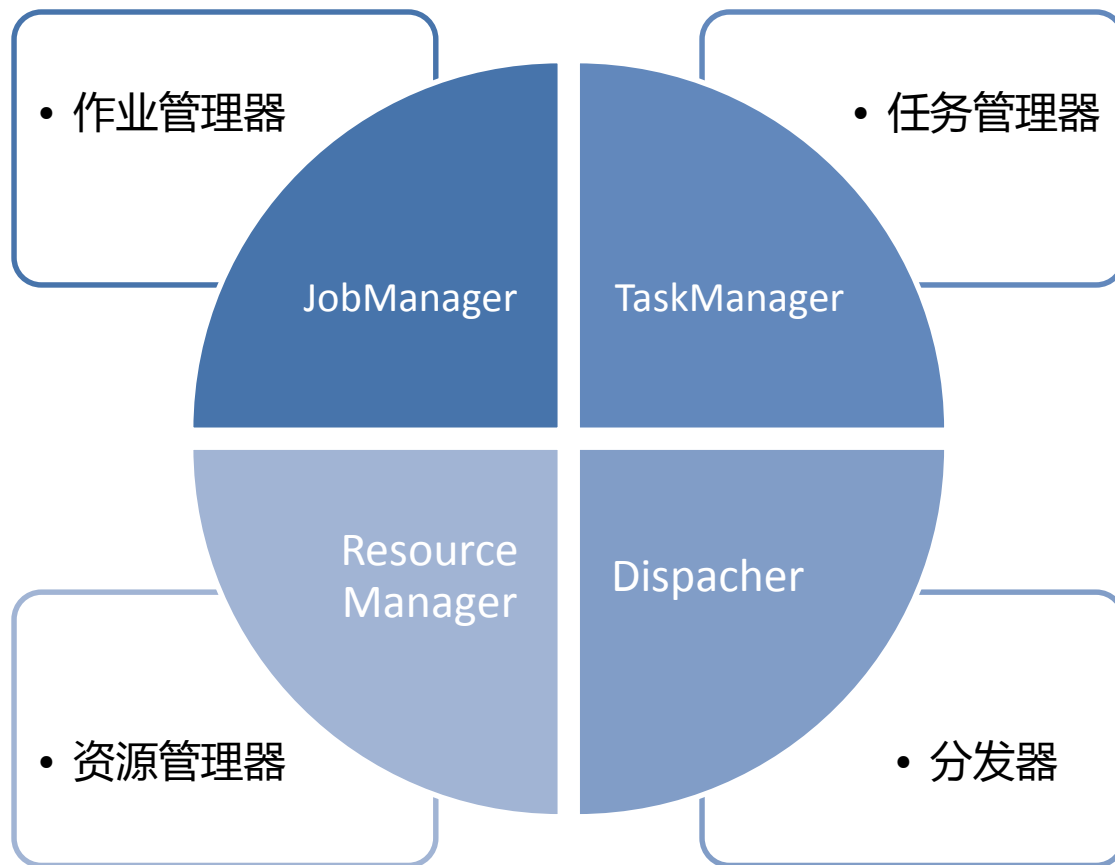 • 作业管理器
• 任务管理器
JobManager
TaskManager
Resource
Manager
Dispacher
• 资源管理器
• 分发器